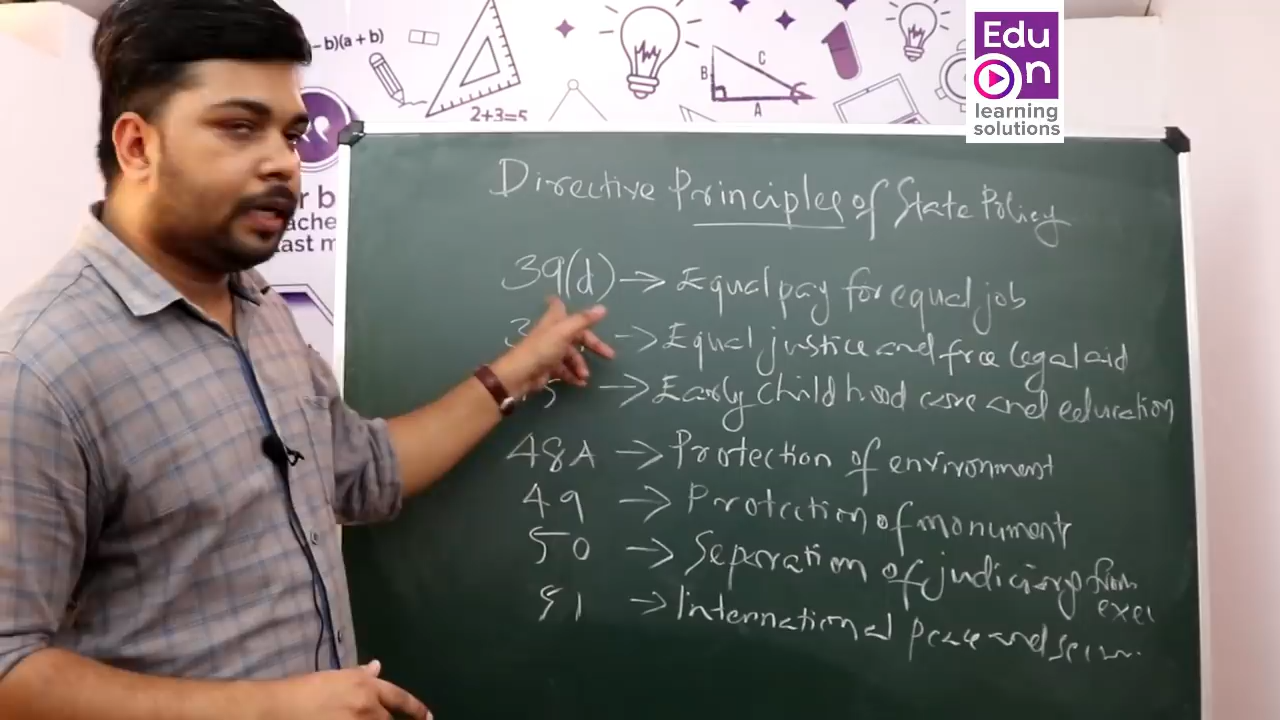 -b)(a+b)
2+3=5
B
C
A
Edu
On
learning
solutions
Directive Principles of State Policy
39(d) → Equal pay for equal job
3 → Equal justice and free legal aid
5 → Early childhood care and education
48A → Protection of environment
49 → Protection of monument
50 → Separation of judiciary from
exe
51 → International peace and